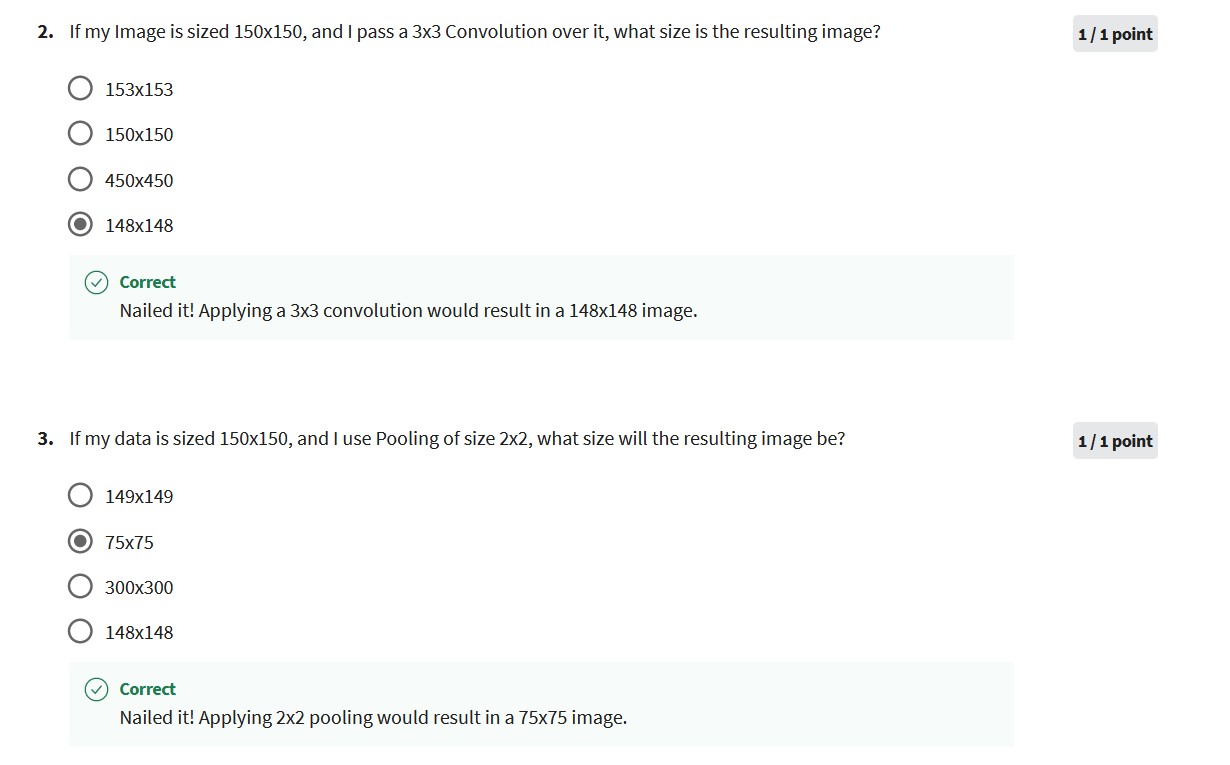 2. If my Image is sized 150x150, and I pass a 3x3 Convolution over it, what size is the resulting image?
1 / 1 point
153x153
150x150
450x450
148x148
Correct
Nailed it! Applying a 3x3 convolution would result in a 148x148 image.
3. If my data is sized 150x150, and I use Pooling of size 2x2, what size will the resulting image be?
1 / 1 point
149x149
75x75
300x300
148x148
Correct
Nailed it! Applying 2x2 pooling would result in a 75x75 image.